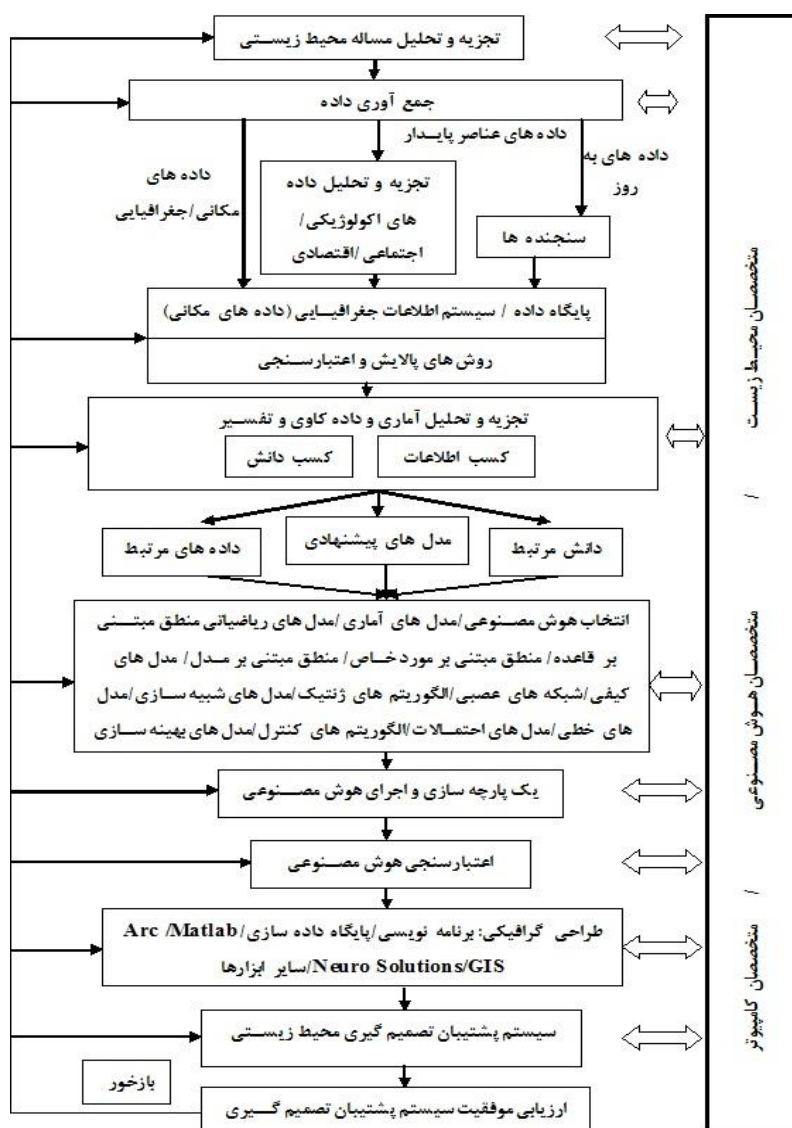 تجزیه و تحلیل مساله محیط زیستی
جمع آوری داده
داده های عناصر پایدار
داده های به
روز
داده های
مکانی/جغرافیایی
تجزیه و تحلیل داده
های اکولوژیکی/
اجتماعی/اقتصادی
سنجنده ها
پایگاه داده / سیستم اطلاعات جغرافیایی (داده های مکانی)
روش های پالایش و اعتبارسنجی
تجزیه و تحلیل آماری و داده کاوی و تفسیر
کسب اطلاعات
کسب دانش
دانش مرتبط
مدل های پیشنهادی
داده های مرتبط
انتخاب هوش مصنوعی/مدل های آماری/مدل های ریاضیاتی منطق مبتنی
بر قاعده/ منطق مبتنی بر مورد خاص/ منطق مبتنی بر مدل/ مدل های
کیفی/شبکه های عصبی/الگوریتم های ژنتیک/مدل های شبیه سازی/مدل
های خطی/مدل های احتمالات/الگوریتم های کنترل/مدل های بهینه سازی
یک پارچه سازی و اجرای هوش مصنوعی
اعتبارسنجی هوش مصنوعی
طراحی گرافیکی: برنامه نویسی/پایگاه داده سازی/Arc /Matlab
Neuro Solutions/GIS/سایر ابزارها
سیستم پشتیبان تصمیم گیری محیط زیستی
بازخور
ارزیابی موفقیت سیستم پشتیبان تصمیم گیری
متخصصان محیط زیست / متخصصان هوش مصنوعی / متخصصان کامپیوتر